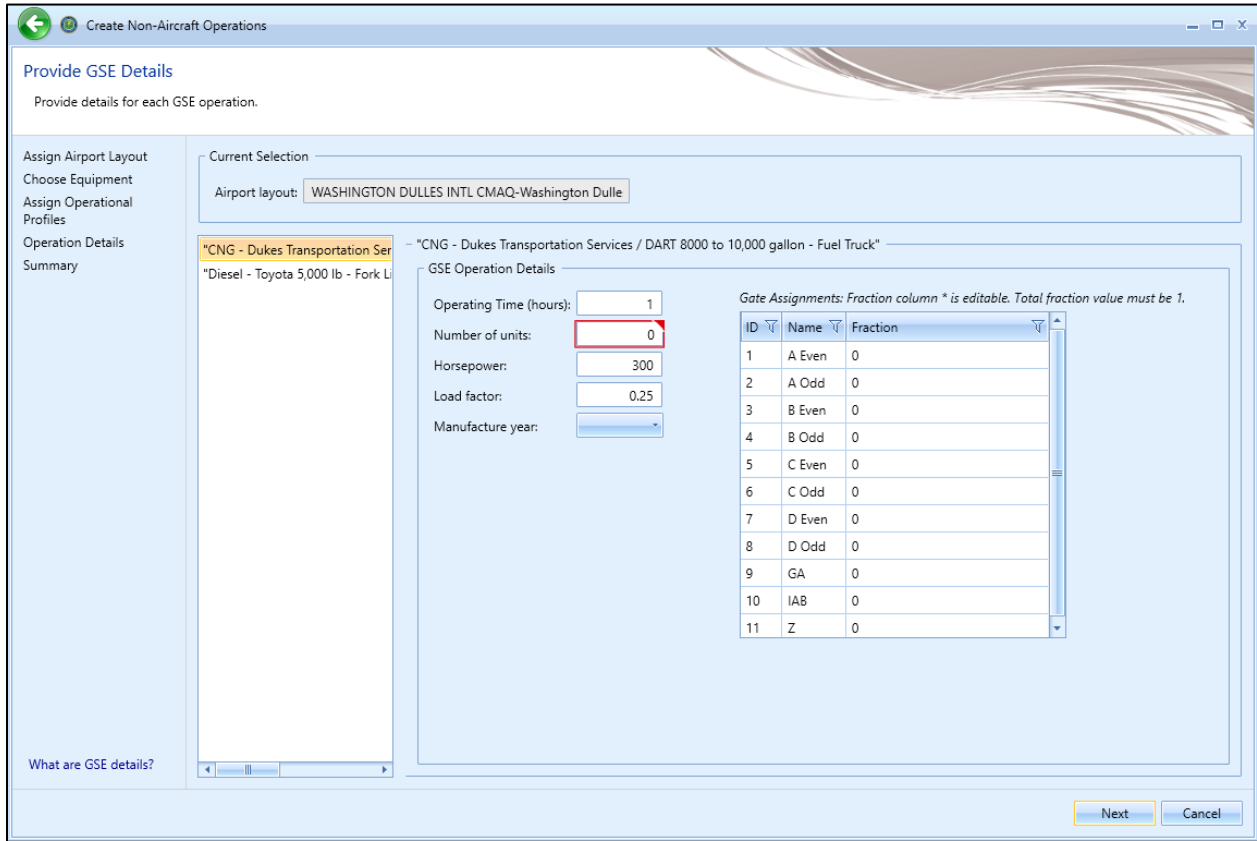 Create Non-Aircraft Operations
Provide GSE Details
Provide details for each GSE operation.
Assign Airport Layout
Choose Equipment
Assign Operational
Profiles
Operation Details
Summary
What are GSE details?
Current Selection
Airport layout: WASHINGTON DULLES INTL CMAQ-Washington Dulle
"CNG - Dukes Transportation Ser
"Diesel - Toyota 5,000 lb - Fork Li
"CNG - Dukes Transportation Services / DART 8000 to 10,000 gallon - Fuel Truck"
GSE Operation Details
Operating Time (hours): 1
Number of units: 0
Horsepower: 300
Load factor: 0.25
Manufacture year:
Gate Assignments: Fraction column * is editable. Total fraction value must be 1.
ID Name Fraction
1 A Even 0
2 A Odd 0
3 B Even 0
4 B Odd 0
5 C Even 0
6 C Odd 0
7 D Even 0
8 D Odd 0
9 GA 0
10 IAB 0
11 Z 0
Next Cancel